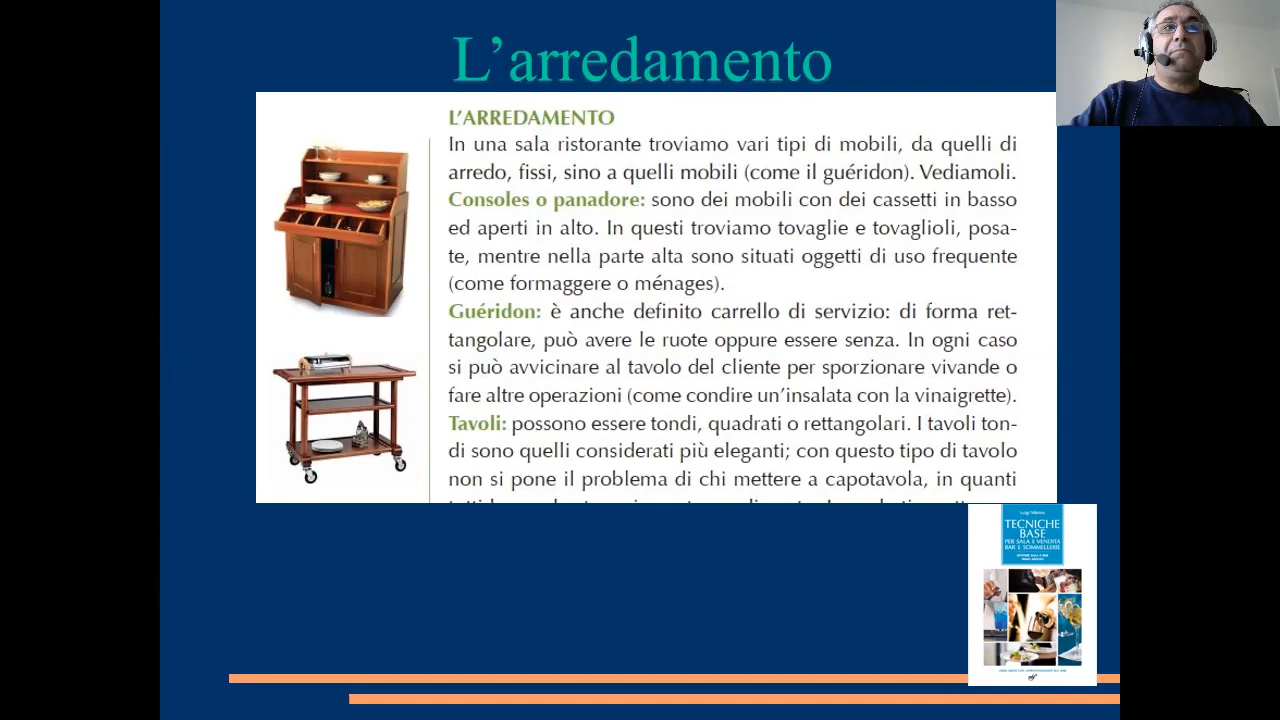 L’arredamento
L’ARREDAMENTO
In una sala ristorante troviamo vari tipi di mobili, da quelli di
arredo, fissi, sino a quelli mobili (come il guéridon). Vediamoli.
Consoles o panadore: sono dei mobili con dei cassetti in basso
ed aperti in alto. In questi troviamo tovaglie e tovaglioli, posa-
te, mentre nella parte alta sono situati oggetti di uso frequente
(come formaggere o ménages).
Guéridon: è anche definito carrello di servizio: di forma ret-
tangolare, può avere le ruote oppure essere senza. In ogni caso
si può avvicinare al tavolo del cliente per sporzionare vivande o
fare altre operazioni (come condire un’insalata con la vinaigrette).
Tavoli: possono essere tondi, quadrati o rettangolari. I tavoli ton-
di sono quelli considerati più eleganti; con questo tipo di tavolo
non si pone il problema di chi mettere a capotavola, in quanti
TECNICHE
BASE
PER SALA E VENDITA
BAR E SOMMELLERIE